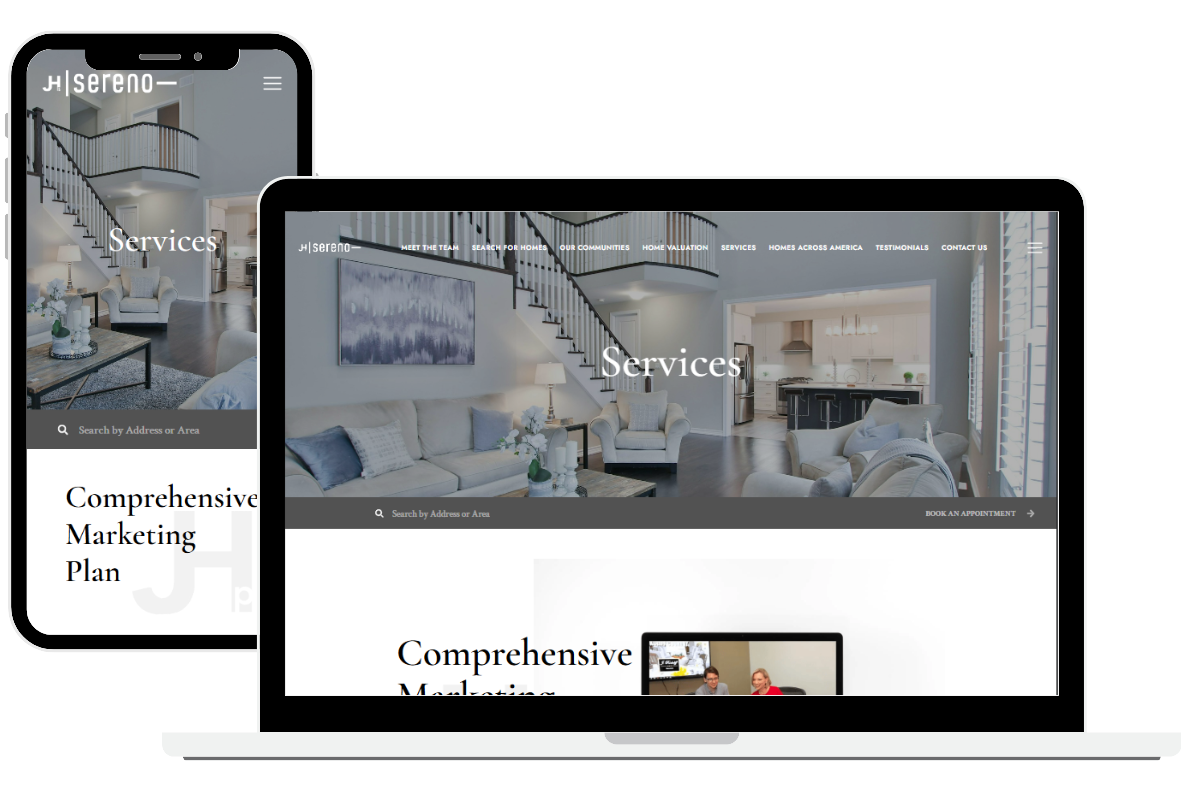 JH|sereno—
Services
Search by Address or Area
Comprehensive
Marketing
Plan
JH
p
JH|sereno—
MEET THE TEAM SEARCH FOR HOMES OUR COMMUNITIES HOME VALUATION SERVICES HOMES ACROSS AMERICA TESTIMONIALS CONTACT US
Services
Search by Address or Area
BOOK AN APPOINTMENT
Comprehensive
Marketing